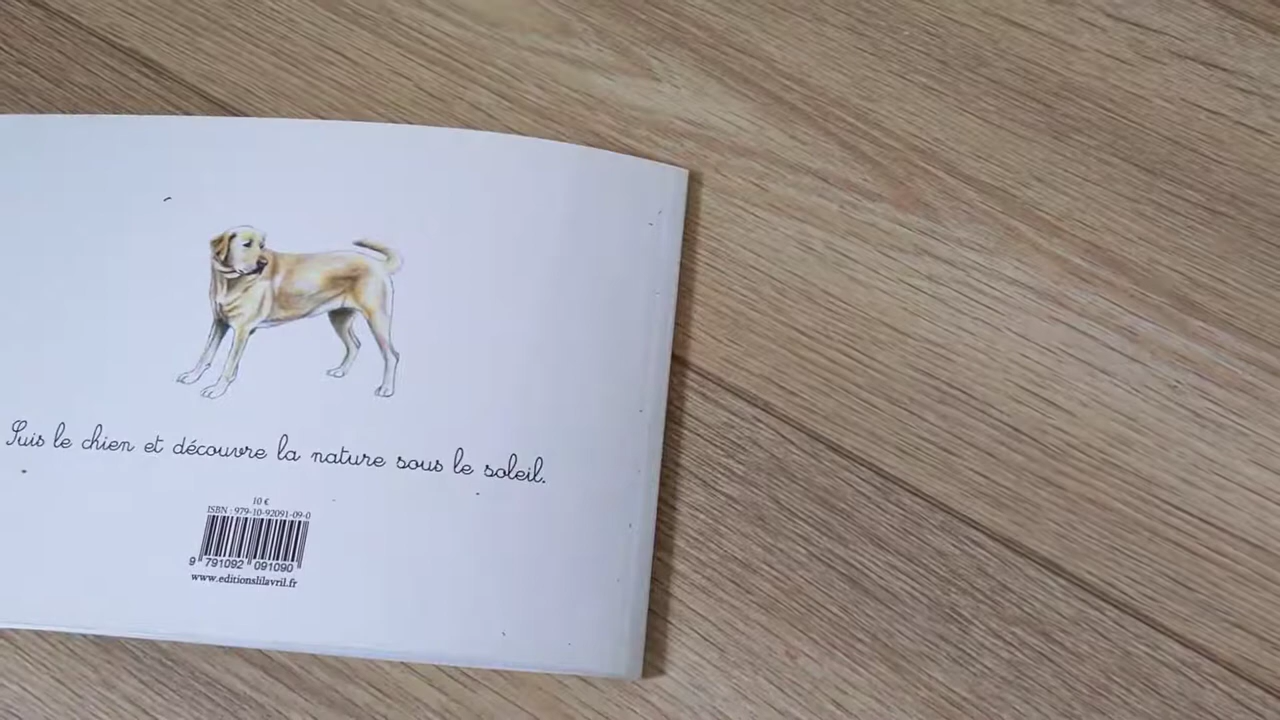 Suis le chien et découvre la nature sous le soleil.
10 €
ISBN : 979-10-92091-09-0
9 791092 091090
www.editionslilavril.fr